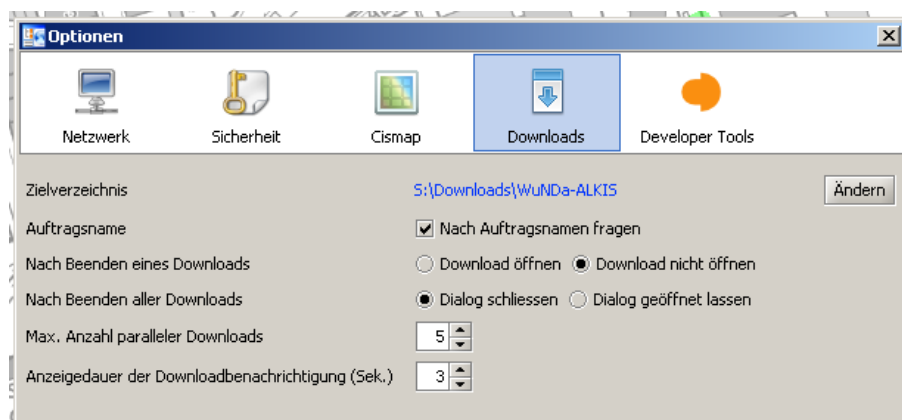 Optionen
Netzwerk Sicherheit Cismap Downloads Developer Tools
Zielverzeichnis S:\Downloads\WuNDa-ALKIS Ändern
Auftragsname Nach Auftragsnamen fragen
Nach Beenden eines Downloads Download öffnen Download nicht öffnen
Nach Beenden aller Downloads Dialog schliessen Dialog geöffnet lassen
Max. Anzahl paralleler Downloads 5
Anzeigedauer der Downloadbenachrichtigung (Sek.) 3